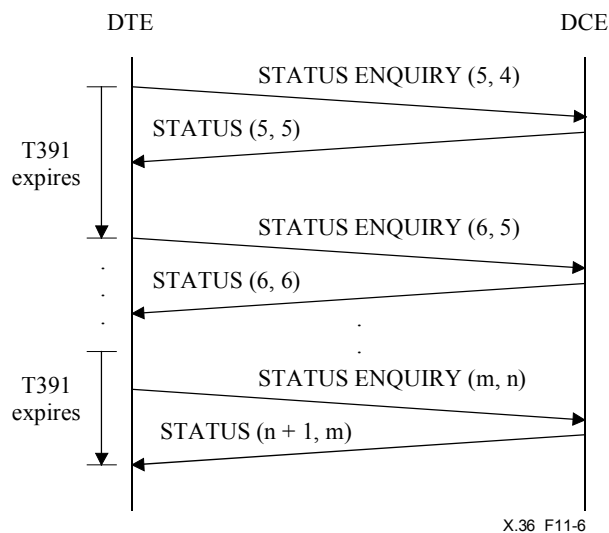 DTE
DCE
STATUS ENQUIRY (5, 4)
STATUS (5, 5)
T391
expires
STATUS ENQUIRY (6, 5)
STATUS (6, 6)
T391
expires
STATUS ENQUIRY (m, n)
STATUS (n + 1, m)
X.36 F11-6